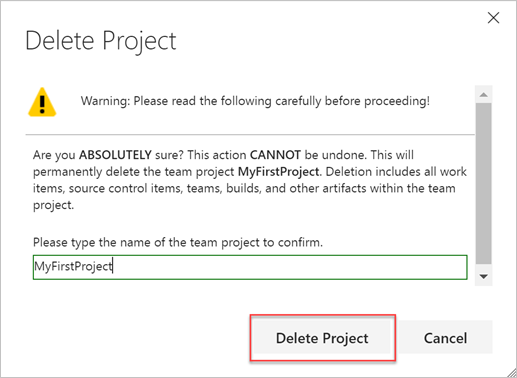 Delete Project
Warning: Please read the following carefully before proceeding!
Are you ABSOLUTELY sure? This action CANNOT be undone. This will
permanently delete the team project MyFirstProject. Deletion includes all work
items, source control items, teams, builds, and other artifacts within the team
project.
Please type the name of the team project to confirm.
MyFirstProject
Delete Project
Cancel